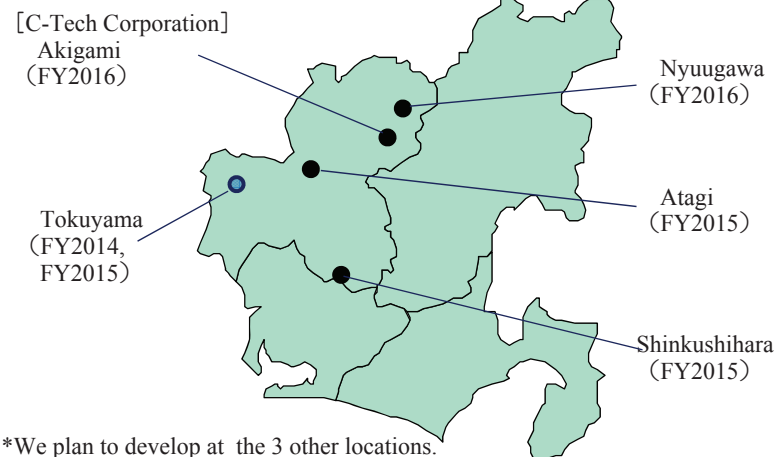 [C-Tech Corporation]
Akigami
（FY2016）
Nyuugawa
（FY2016）
Atagi
（FY2015）
Tokuyama
（FY2014,
FY2015）
Shinkushihara
（FY2015）
*We plan to develop at the 3 other locations.